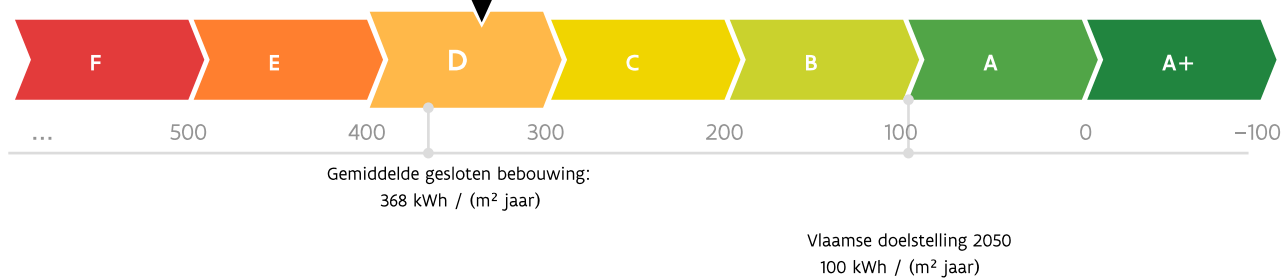 F E D C B A A+
... 500 400 300 200 100 0 −100
Gemiddelde gesloten bebouwing:
368 kWh / (m² jaar)
Vlaamse doelstelling 2050
100 kWh / (m² jaar)